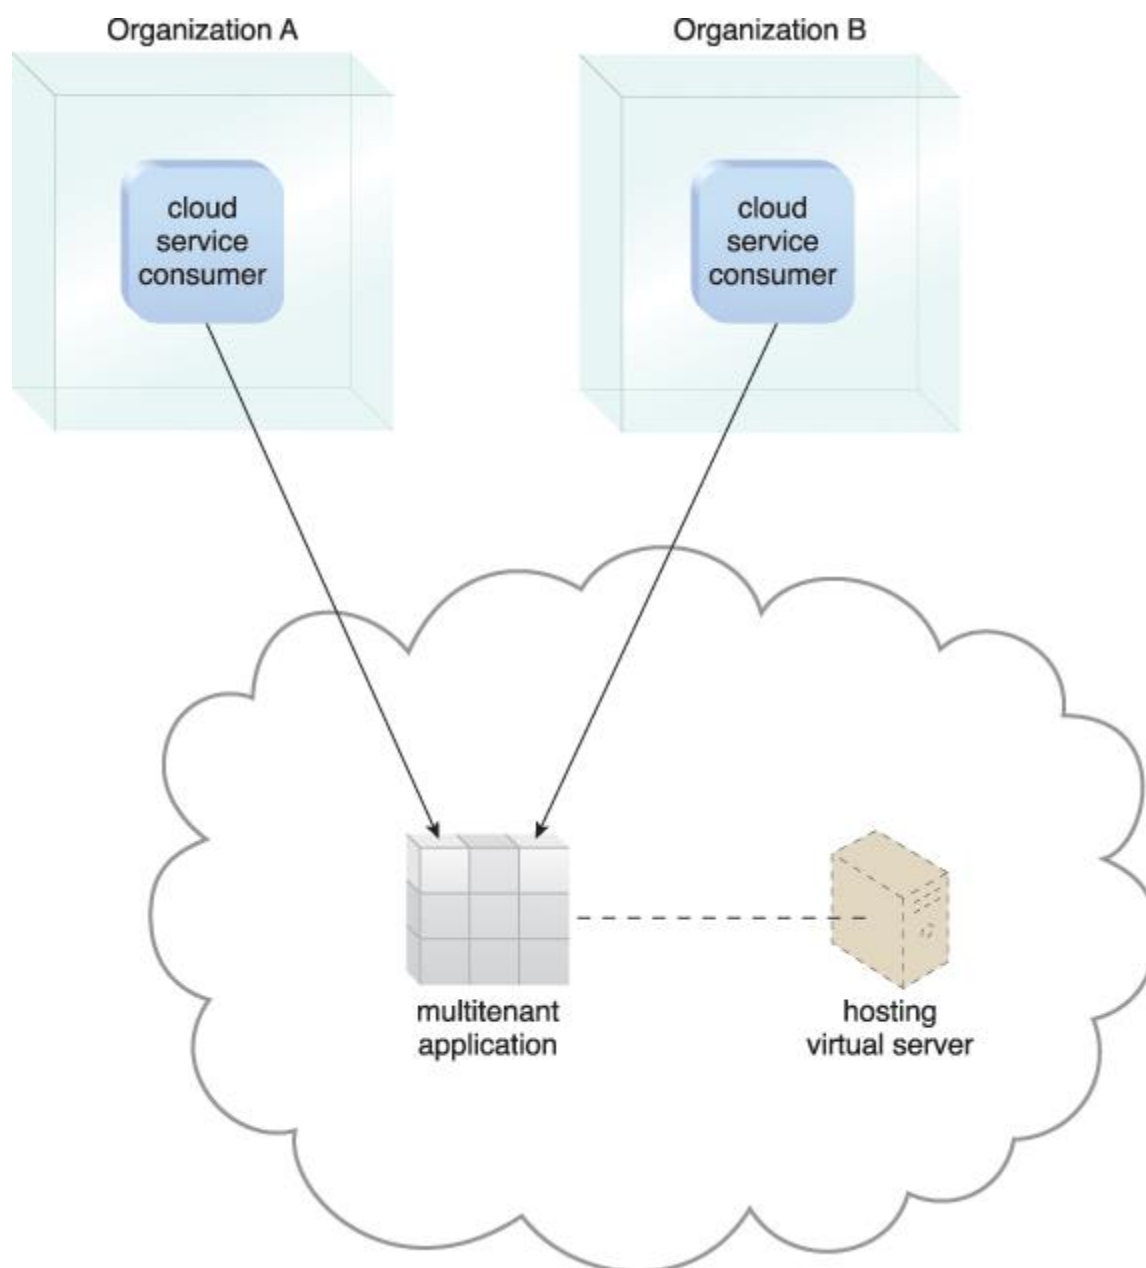 Organization A
Organization B
cloud
service
consumer
cloud
service
consumer
multitenant
application
hosting
virtual server